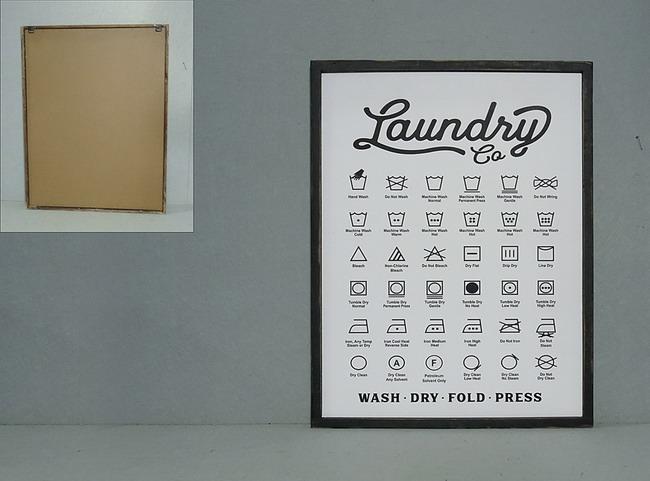 Laundry
Co
Hand Wash Do Not Wash Machine Wash Normal Machine Wash Permanent Press Machine Wash Gentle Do Not Wring
Machine Wash Cold Machine Wash Warm Machine Wash Hot Machine Wash Hot Machine Wash Hot Machine Wash Hot
Bleach Non-Chlorine Bleach Do Not Bleach Dry Flat Drip Dry Line Dry
Tumble Dry Normal Tumble Dry Permanent Press Tumble Dry Gentle Tumble Dry No Heat Tumble Dry Low Heat Tumble Dry High Heat
Iron, Any Temp Steam or Dry Iron Cool Heat Reverse Side Iron Medium Heat Iron High Heat Do Not Iron Do Not Steam
Dry Clean Dry Clean Any Solvent Petroleum Solvent Only Dry Clean Low Heat Dry Clean No Steam Do Not Dry Clean
A F
WASH · DRY · FOLD · PRESS